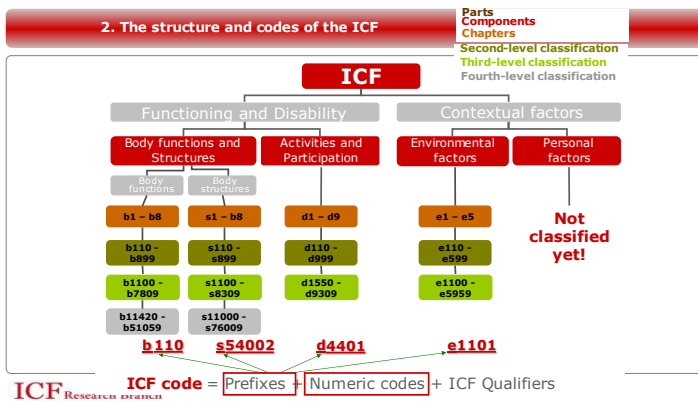 2. The structure and codes of the ICF
Parts
Components
Chapters
Second-level classification
Third-level classification
Fourth-level classification
ICF
Functioning and Disability
Contextual factors
Body functions and
Structures
Activities and
Participation
Environmental
factors
Personal
factors
Body
functions
Body
structures
b1 – b8
s1 – b8
d1 – d9
e1 – e5
Not
classified
yet!
b110 -
b899
s110 -
s899
d110 -
d999
e110 -
e599
b1100 -
b7809
s1100 -
s8309
d1550 -
d9309
e1100 -
e5959
b11420 -
b51059
s11000 -
s76009
b110
s54002
d4401
e1101
ICF code = Prefixes + Numeric codes + ICF Qualifiers
ICF Research Branch